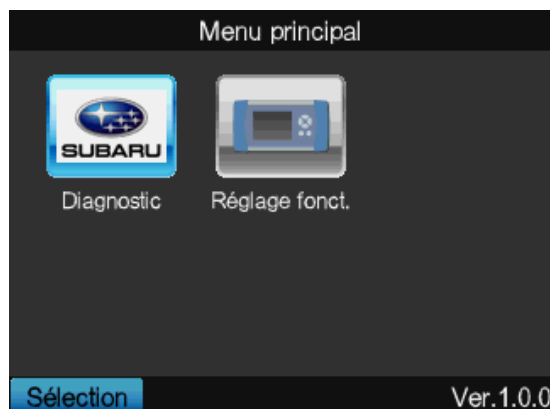 Menu principal
SUBARU
Diagnostic
Réglage fonct.
Sélection
Ver.1.0.0